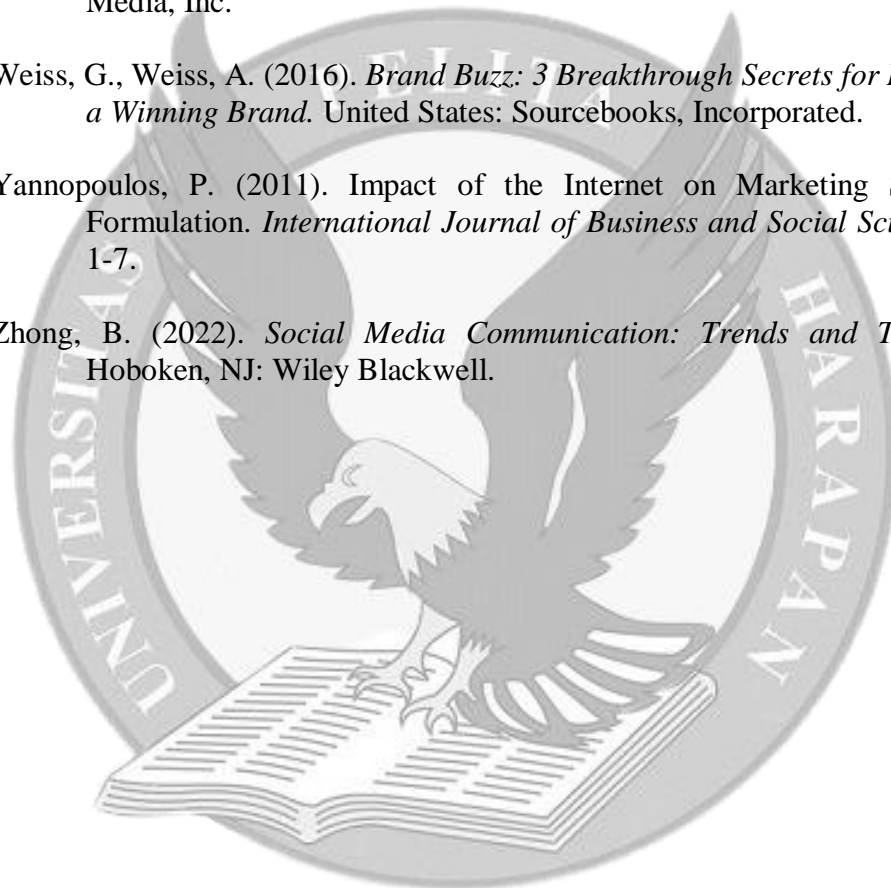 Media, Inc.
Weiss, G., Weiss, A. (2016). Brand Buzz: 3 Breakthrough Secrets for
a Winning Brand. United States: Sourcebooks, Incorporated.
Yannopoulos, P. (2011). Impact of the Internet on Marketing
Formulation. International Journal of Business and Social
1-7.
Zhong, B. (2022). Social Media Communication: Trends and
Hoboken, NJ: Wiley Blackwell.
UNIVERSITAS PELITA HARAPAN